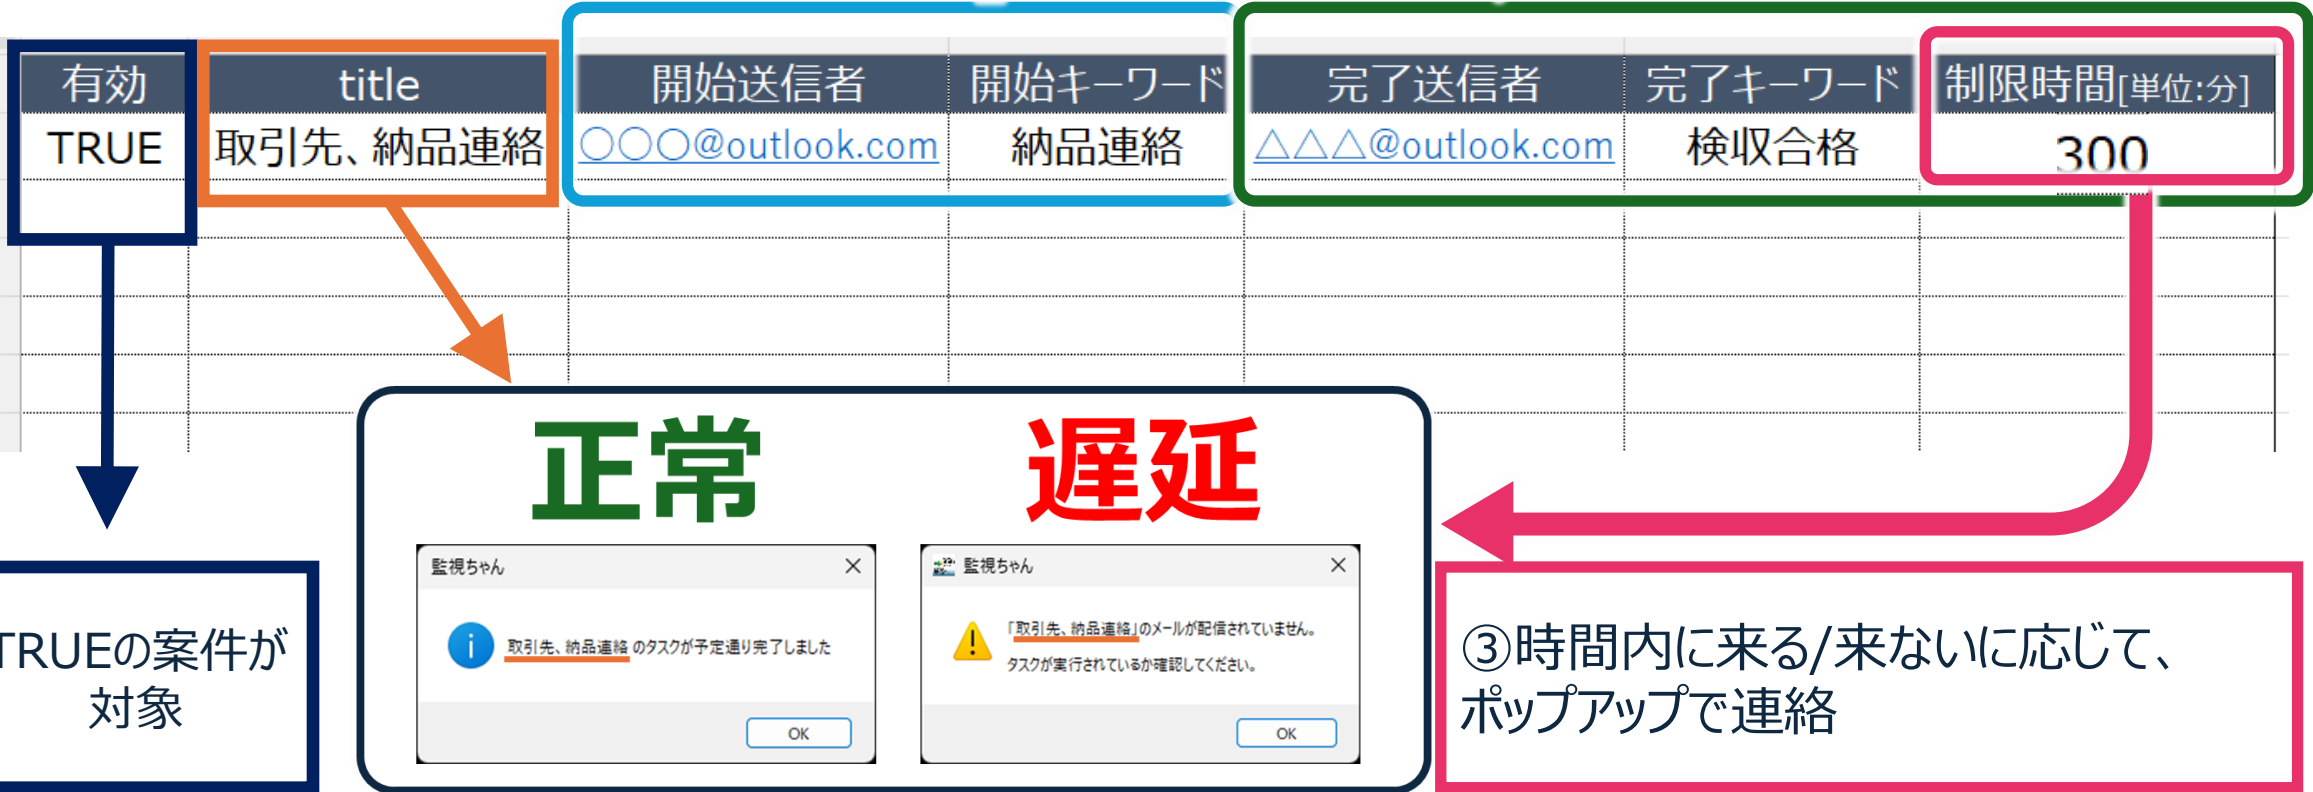 有効 title 開始送信者 開始キーワード 完了送信者 完了キーワード 制限時間[単位:分]
TRUE 取引先、納品連絡 〇〇〇@outlook.com 納品連絡 △△△@outlook.com 検収合格 300
正常 遅延
監視ちゃん
取引先、納品連絡 のタスクが予定通り完了しました
OK
監視ちゃん
「取引先、納品連絡」のメールが配信されていません。
タスクが実行されているか確認してください。
OK
TRUEの案件が
対象
③時間内に来る/来ないに応じて、
ポップアップで連絡